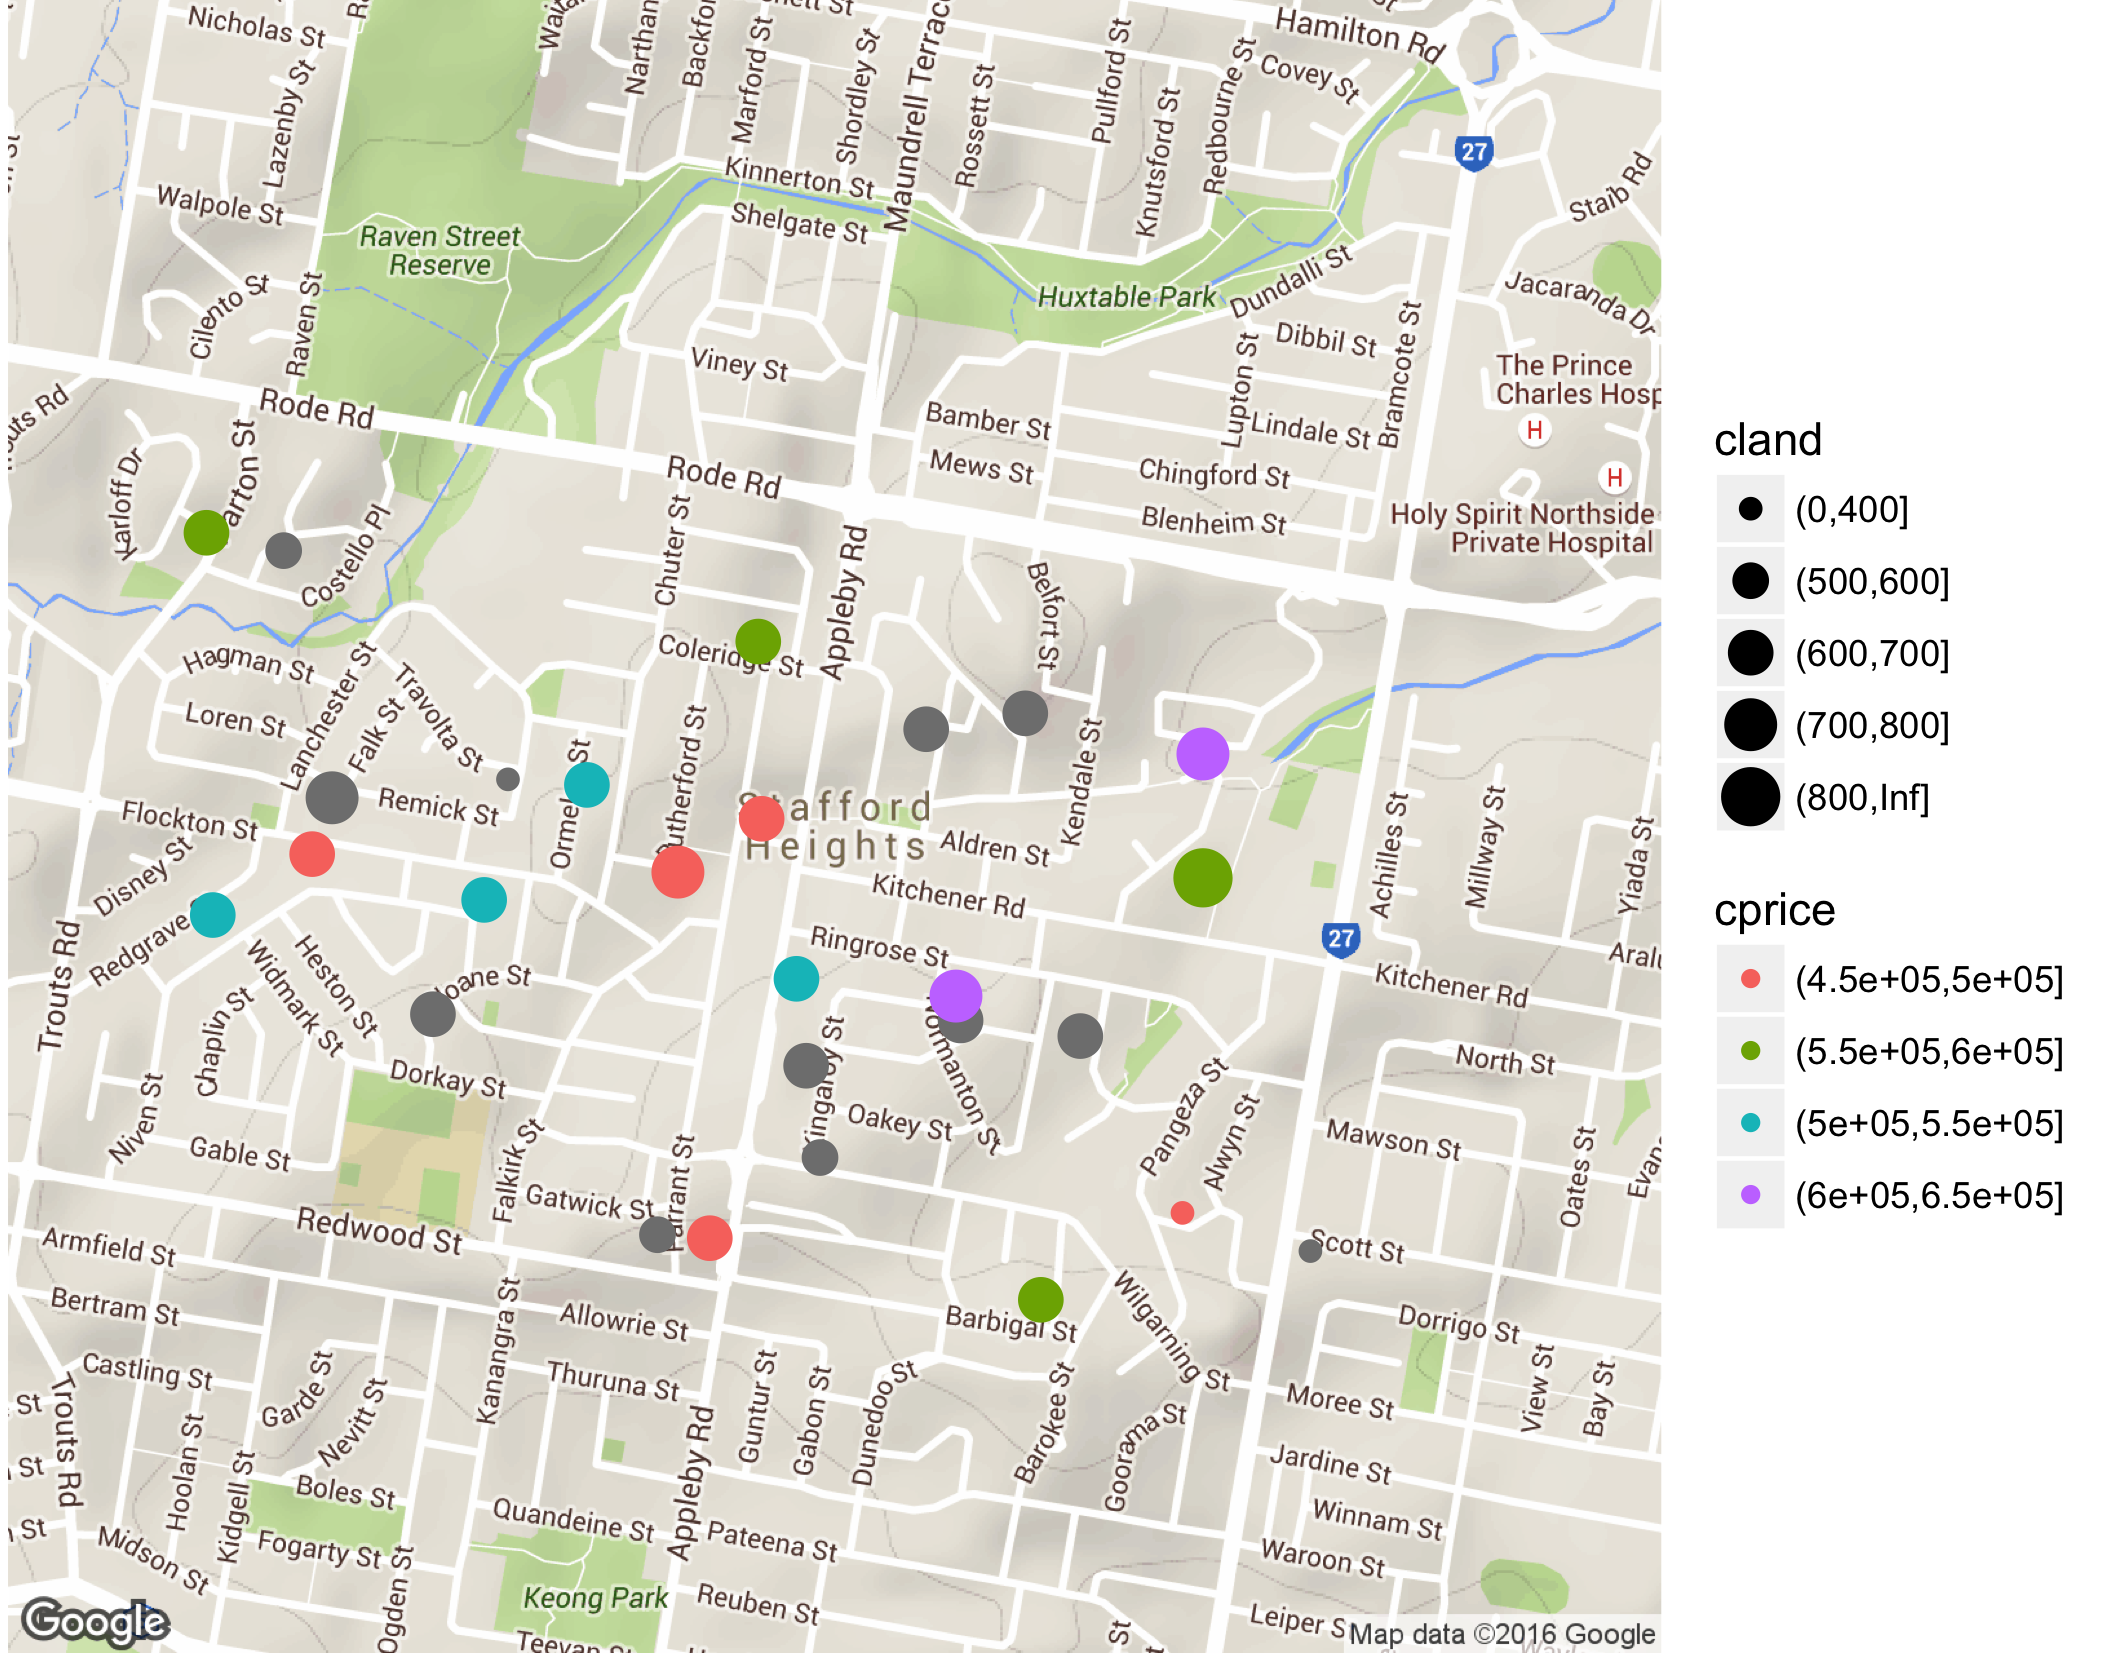 Nicholas St
Hamilton Rd
Covey St
Lazenby St
Marford St
Shordley St
Maundrell Terrace
Rossett St
Pullford St
Knutsford St
Redbourne St
27
Staib Rd
Kinnerton St
Walpole St
Shelgate St
Raven Street
Reserve
Jacaranda Dr
Dundalli St
Huxtable Park
Cilento St
Raven St
Dibbil St
Bramcote St
Lupton St
Viney St
The Prince
Charles Hosp
H
Rode Rd
Bamber St
Lindale St
Mews St
Rode Rd
Chingford St
H
Blenheim St
Holy Spirit Northside
Private Hospital
Karloff Dr
arton St
Costello Pl
Chuter St
Appleby Rd
Belfort St
Coleridge St
Hagman St
Lanchester St
Travolta St
Loren St
Falk St
Kendale St
Remick St
Flockton St
Ormel St
utherford St
Stafford
Heights
Aldren St
Achilles St
Millway St
Yiada St
Disney St
Kitchener Rd
27
Redgrave
Trouts Rd
Ringrose St
Kitchener Rd
Widmark St
Heston St
loane St
Chaplin St
Normanton St
North St
Dorkay St
Kingaroy St
Pangeza St
Alwyn St
Niven St
Oakey St
Mawson St
Gable St
Falkirk St
Farrant St
Oates St
Gatwick St
Redwood St
Armfield St
Scott St
Bertram St
Kanangra St
Allowrie St
Barbigal St
Wilgarning St
Dorrigo St
Castling St
Garde St
Thuruna St
Guntur St
Gabon St
Dunedoo St
Barokee St
Moree St
View St
Bay St
Trouts Rd
Hoolan St
Nevitt St
Goorama St
Appleby Rd
Jardine St
Kidgell St
Boles St
Quandeine St
Pateena St
Winnam St
Midson St
Fogarty St
Ogden St
Waroon St
Keong Park
Reuben St
Leiper S
Teevan St
Google
Map data ©2016 Google
cland
(0,400]
(500,600]
(600,700]
(700,800]
(800,Inf]
cprice
(4.5e+05,5e+05]
(5.5e+05,6e+05]
(5e+05,5.5e+05]
(6e+05,6.5e+05]